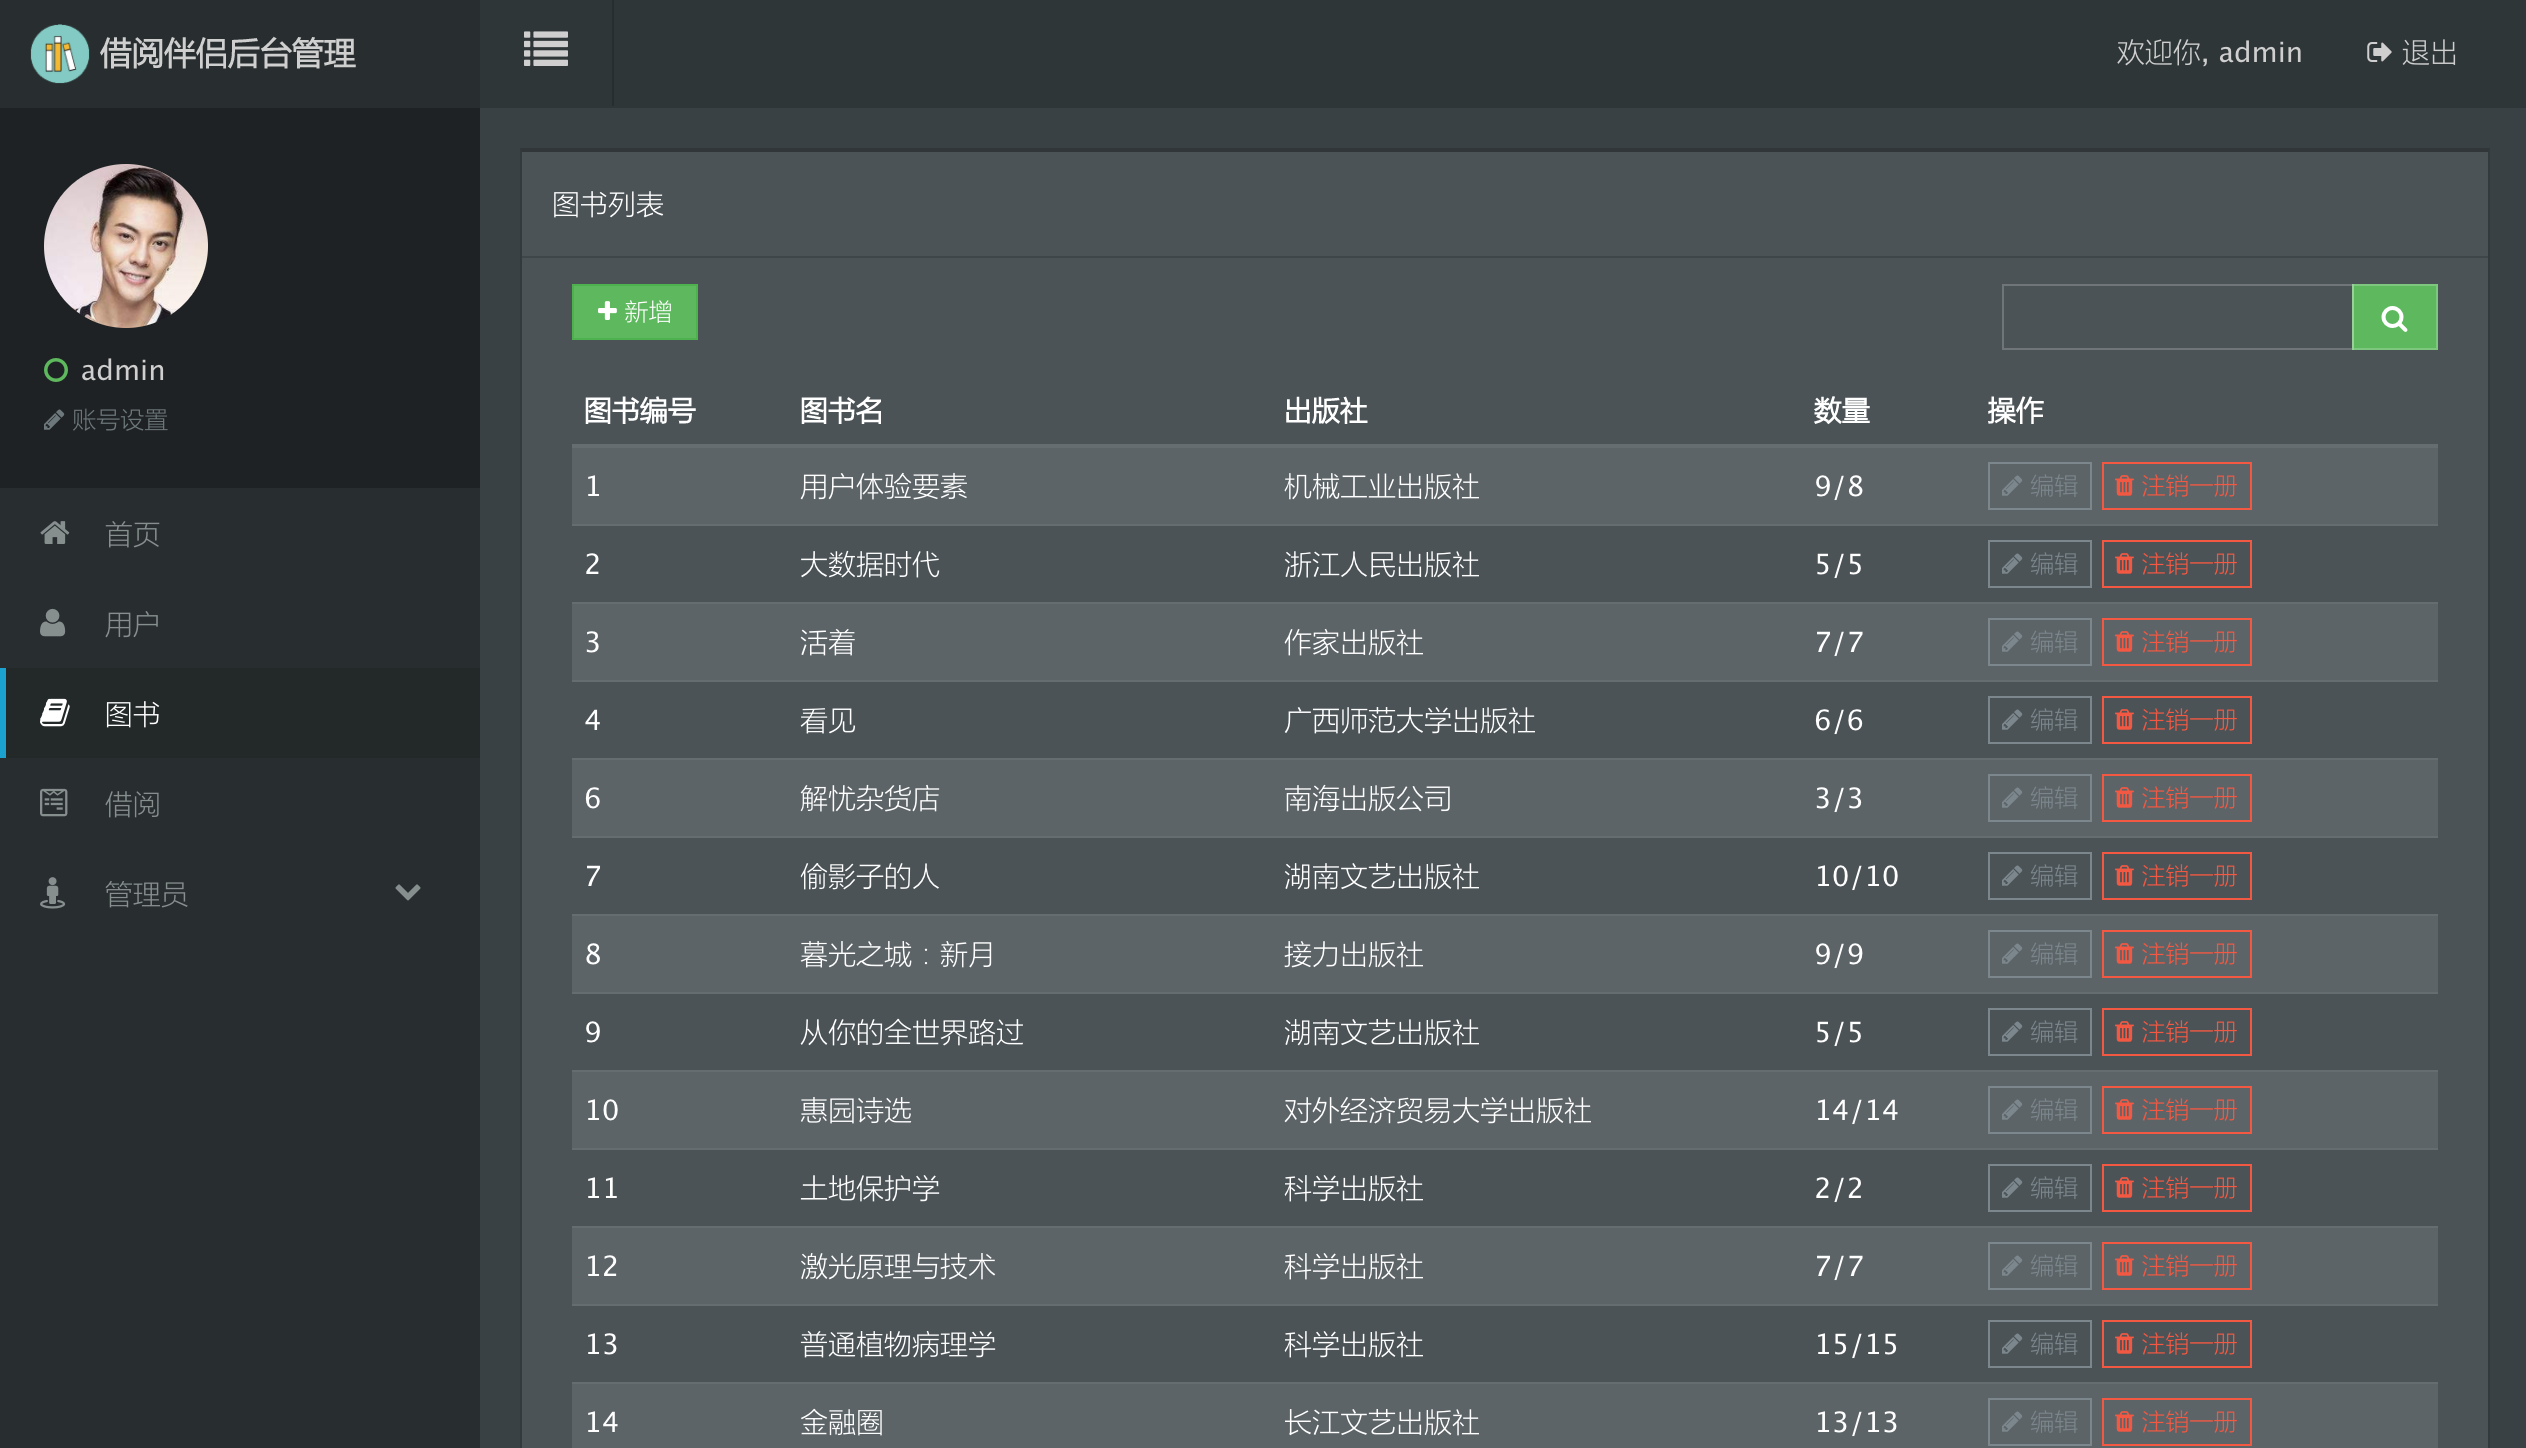 借阅伴侣后台管理
欢迎你, admin 退出
admin
账号设置
首页
用户
图书
借阅
管理员
图书列表
新增
图书编号 图书名 出版社 数量 操作
1 用户体验要素 机械工业出版社 9/8 编辑 注销一册
2 大数据时代 浙江人民出版社 5/5 编辑 注销一册
3 活着 作家出版社 7/7 编辑 注销一册
4 看见 广西师范大学出版社 6/6 编辑 注销一册
6 解忧杂货店 南海出版公司 3/3 编辑 注销一册
7 偷影子的人 湖南文艺出版社 10/10 编辑 注销一册
8 暮光之城：新月 接力出版社 9/9 编辑 注销一册
9 从你的全世界路过 湖南文艺出版社 5/5 编辑 注销一册
10 惠园诗选 对外经济贸易大学出版社 14/14 编辑 注销一册
11 土地保护学 科学出版社 2/2 编辑 注销一册
12 激光原理与技术 科学出版社 7/7 编辑 注销一册
13 普通植物病理学 科学出版社 15/15 编辑 注销一册
14 金融圈 长江文艺出版社 13/13 编辑 注销一册